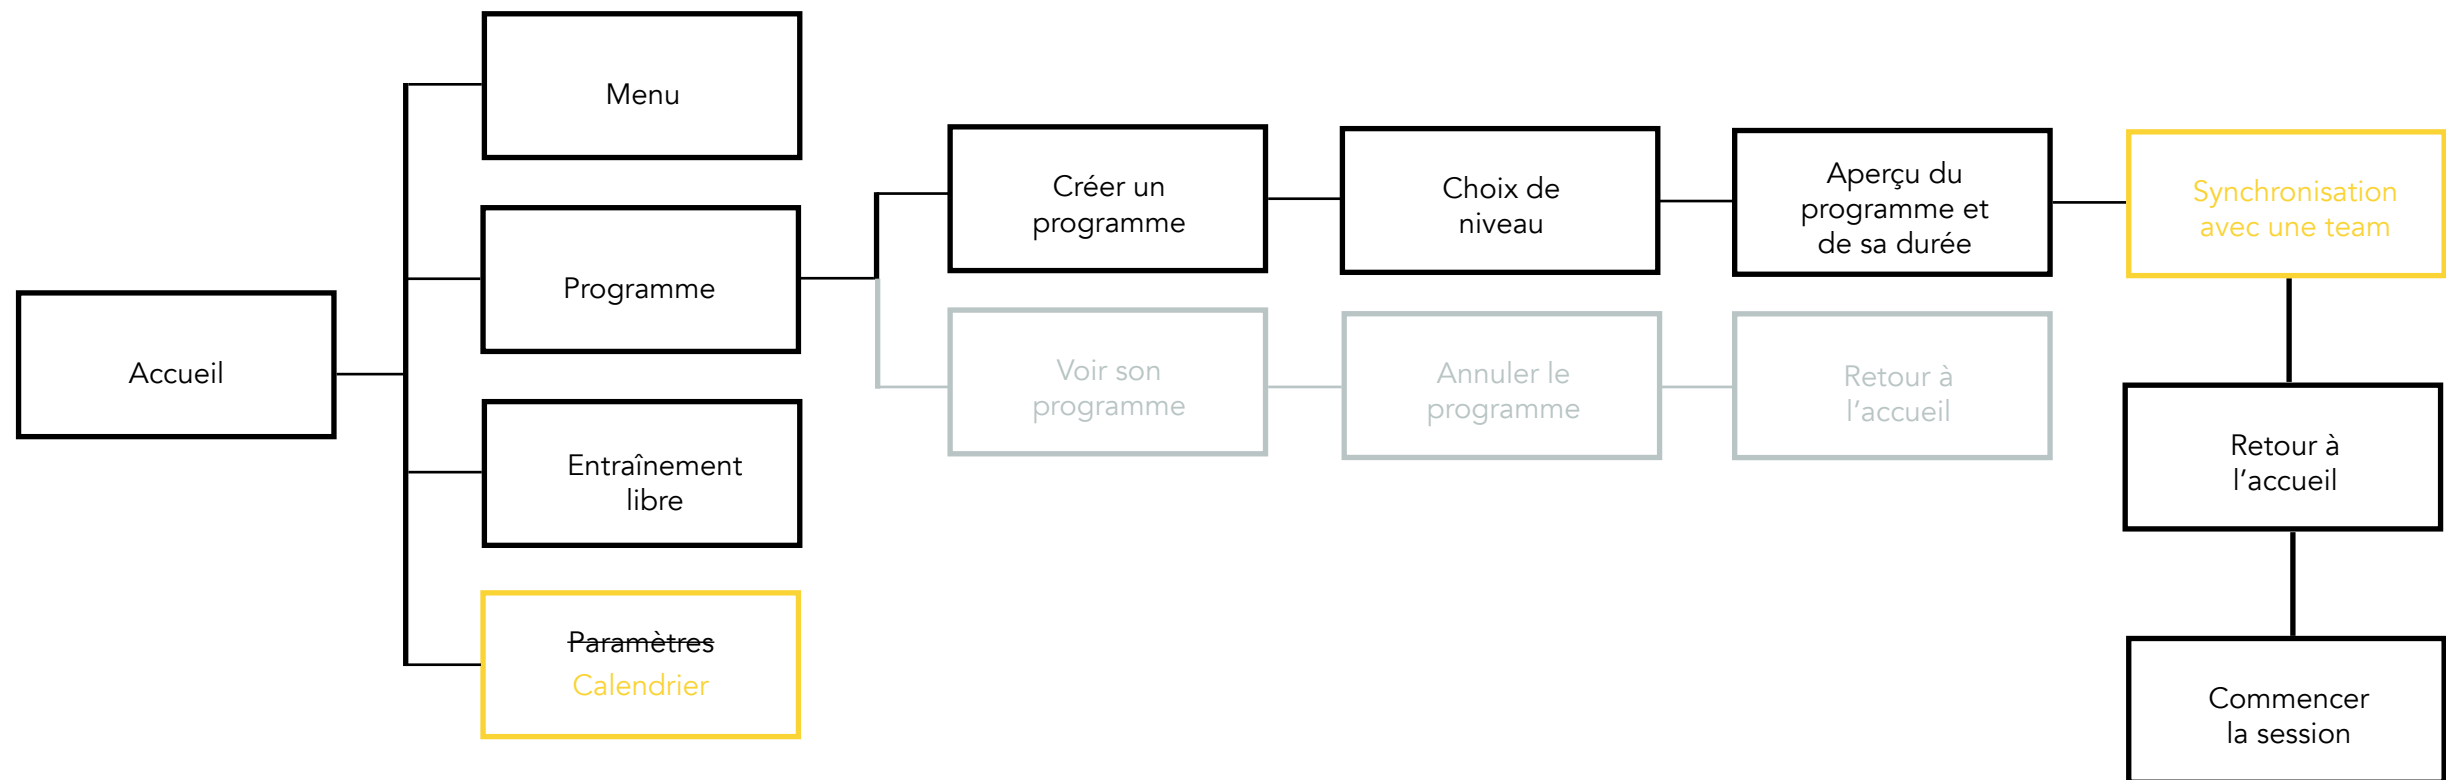 Menu
Créer un
programme
Choix de
niveau
Aperçu du
programme et
de sa durée
Synchronisation
avec une team
Programme
Accueil
Voir son
programme
Annuler le
programme
Retour à
l’accueil
Retour à
l’accueil
Entraînement
libre
Paramètres
Calendrier
Commencer
la session